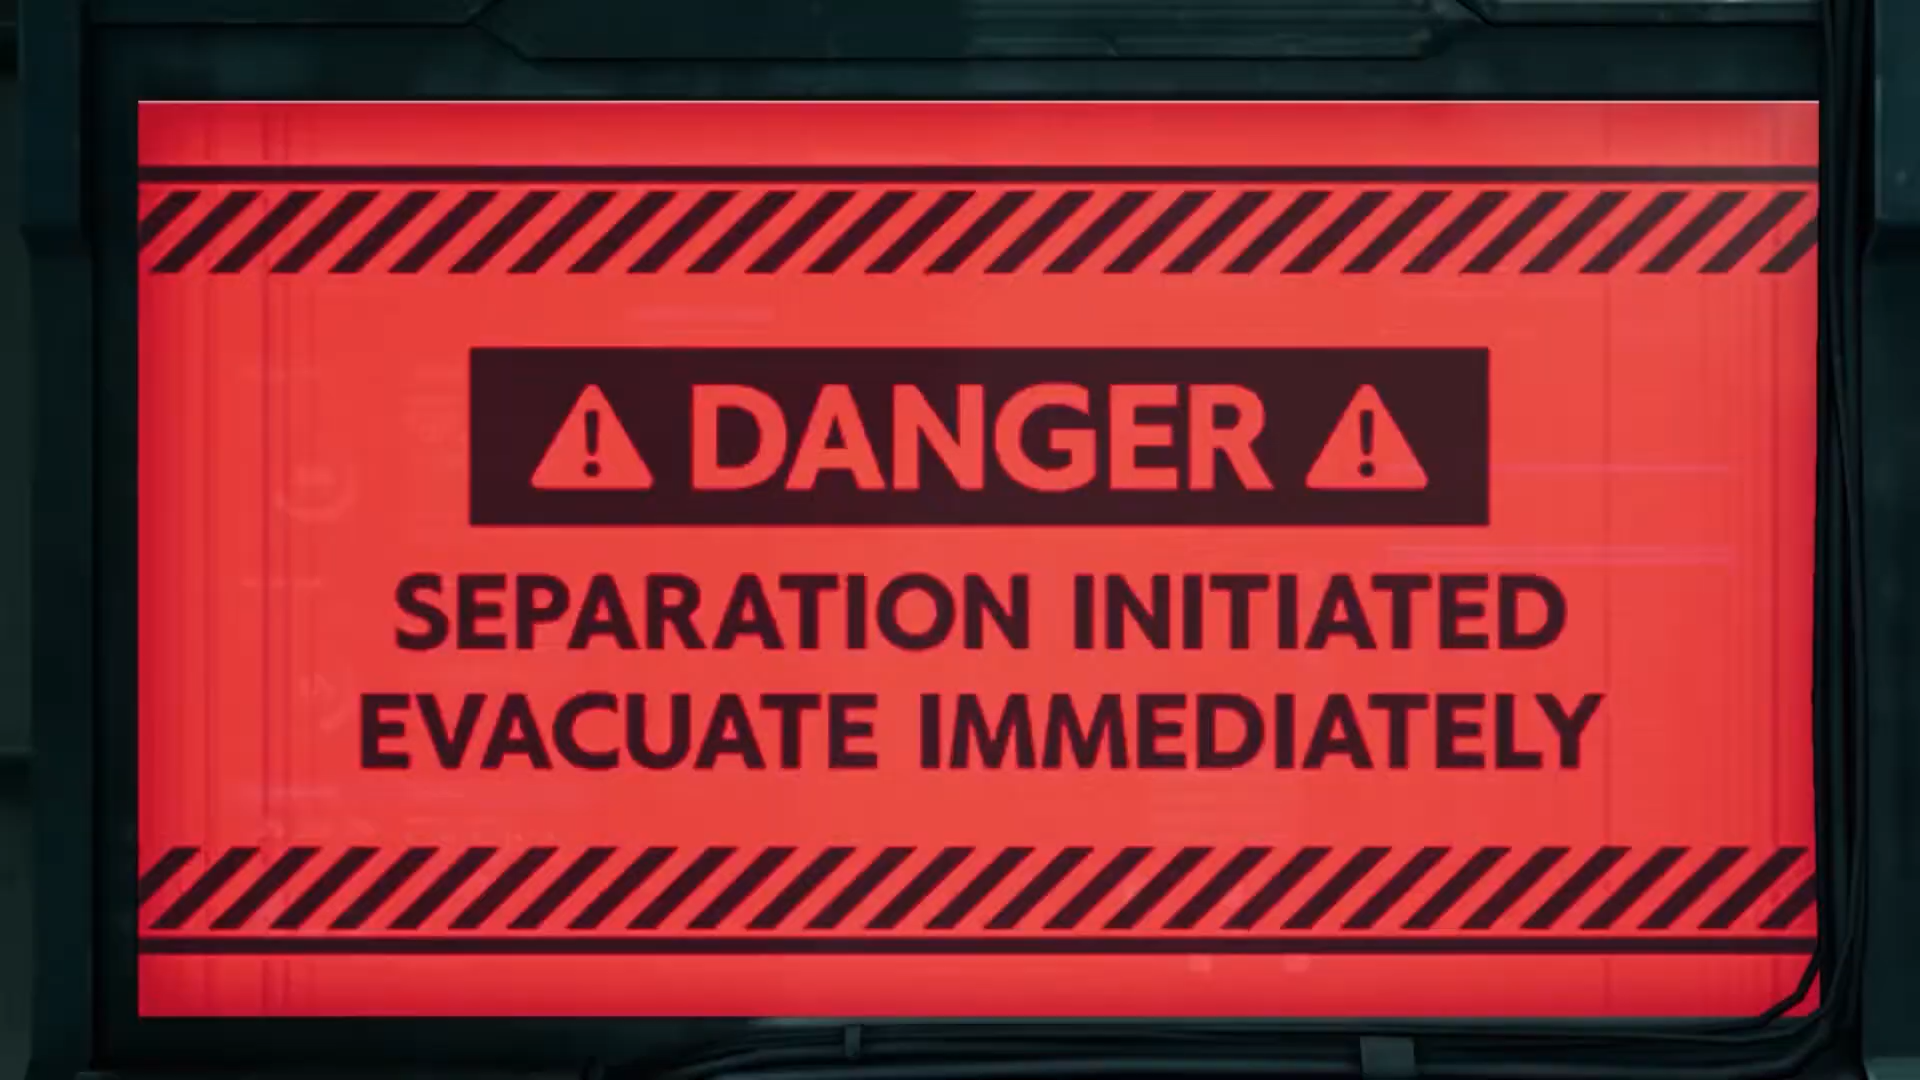 ⚠ DANGER ⚠
SEPARATION INITIATED
EVACUATE IMMEDIATELY